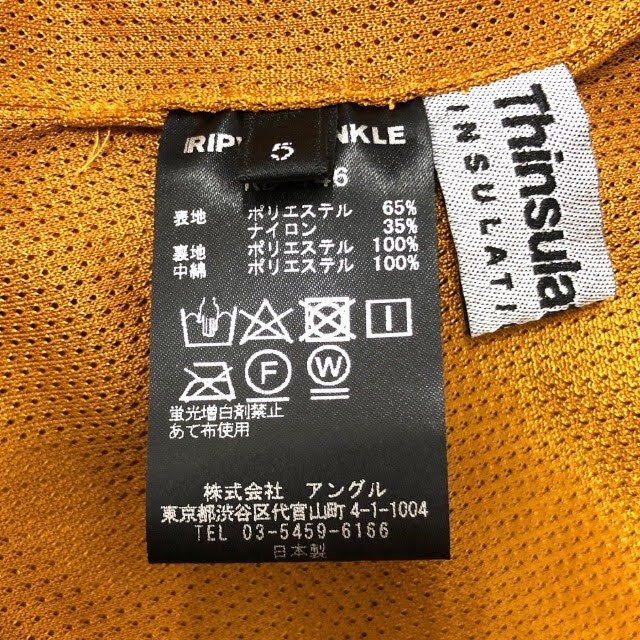 5
表地 ポリエステル 65%
ナイロン 35%
裏地 ポリエステル 100%
中綿 ポリエステル 100%
F
W
蛍光増白剤禁止
あて布使用
株式会社 アングル
東京都渋谷区代官山町4-1-1004
TEL 03-5459-6166
日本製
Thinsula
INSULATI